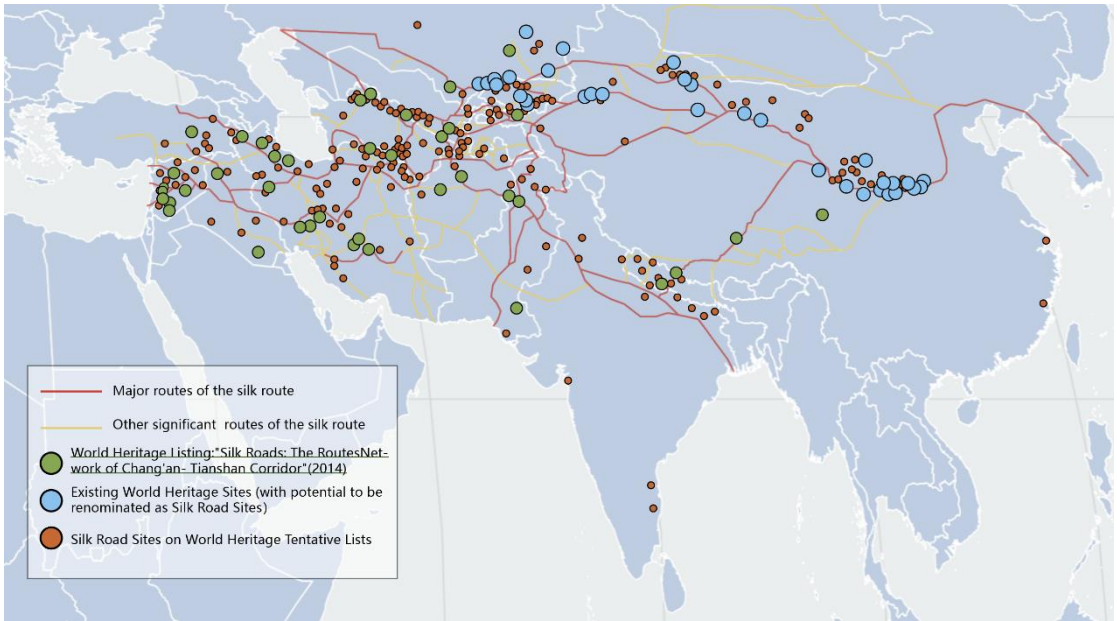 Major routes of the silk route
Other significant routes of the silk route
World Heritage Listing:"Silk Roads: The RoutesNet-
work of Chang'an- Tianshan Corridor"(2014)
Existing World Heritage Sites (with potential to be
renominated as Silk Road Sites)
Silk Road Sites on World Heritage Tentative Lists